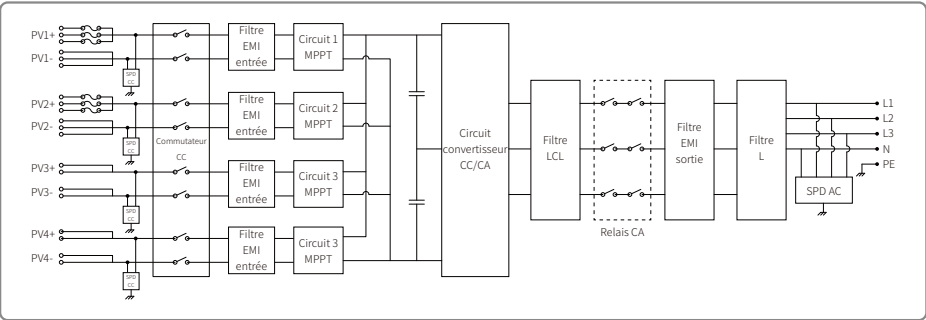 PV1+
PV1-
SPD
CC
Filtre
EMI
entrée
Circuit 1
MPPT
PV2+
PV2-
SPD
CC
Commutateur
CC
Filtre
EMI
entrée
Circuit 2
MPPT
PV3+
PV3-
SPD
CC
Filtre
EMI
entrée
Circuit 3
MPPT
PV4+
PV4-
SPD
CC
Filtre
EMI
entrée
Circuit 3
MPPT
Circuit
convertisseur
CC/CA
Filtre
LCL
Relais CA
Filtre
EMI
sortie
Filtre
L
L1
L2
L3
N
PE
SPD AC